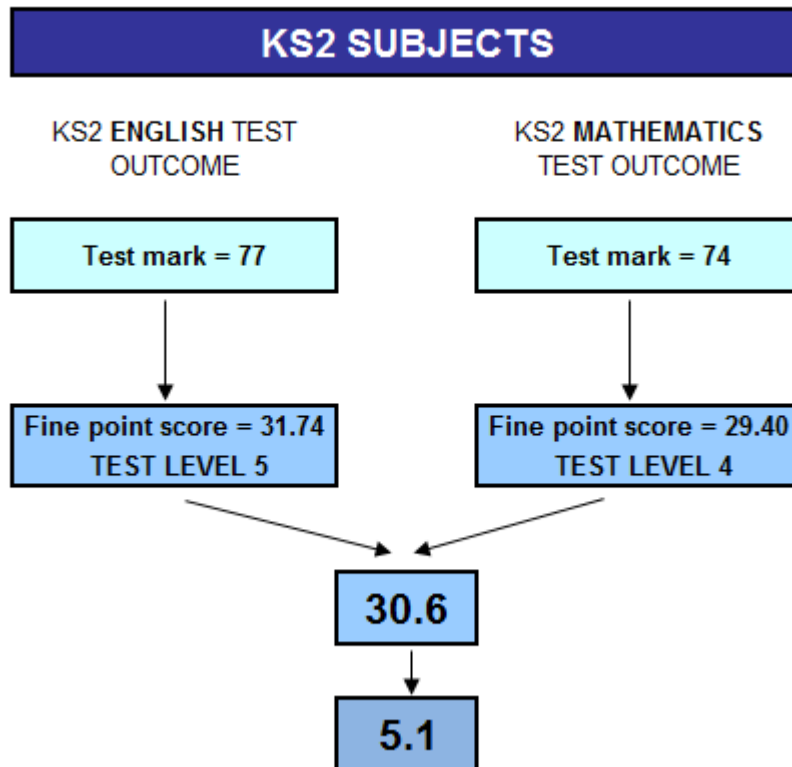 KS2 SUBJECTS
KS2 ENGLISH TEST
OUTCOME
KS2 MATHEMATICS
TEST OUTCOME
Test mark = 77
Test mark = 74
Fine point score = 31.74
TEST LEVEL 5
Fine point score = 29.40
TEST LEVEL 4
30.6
5.1